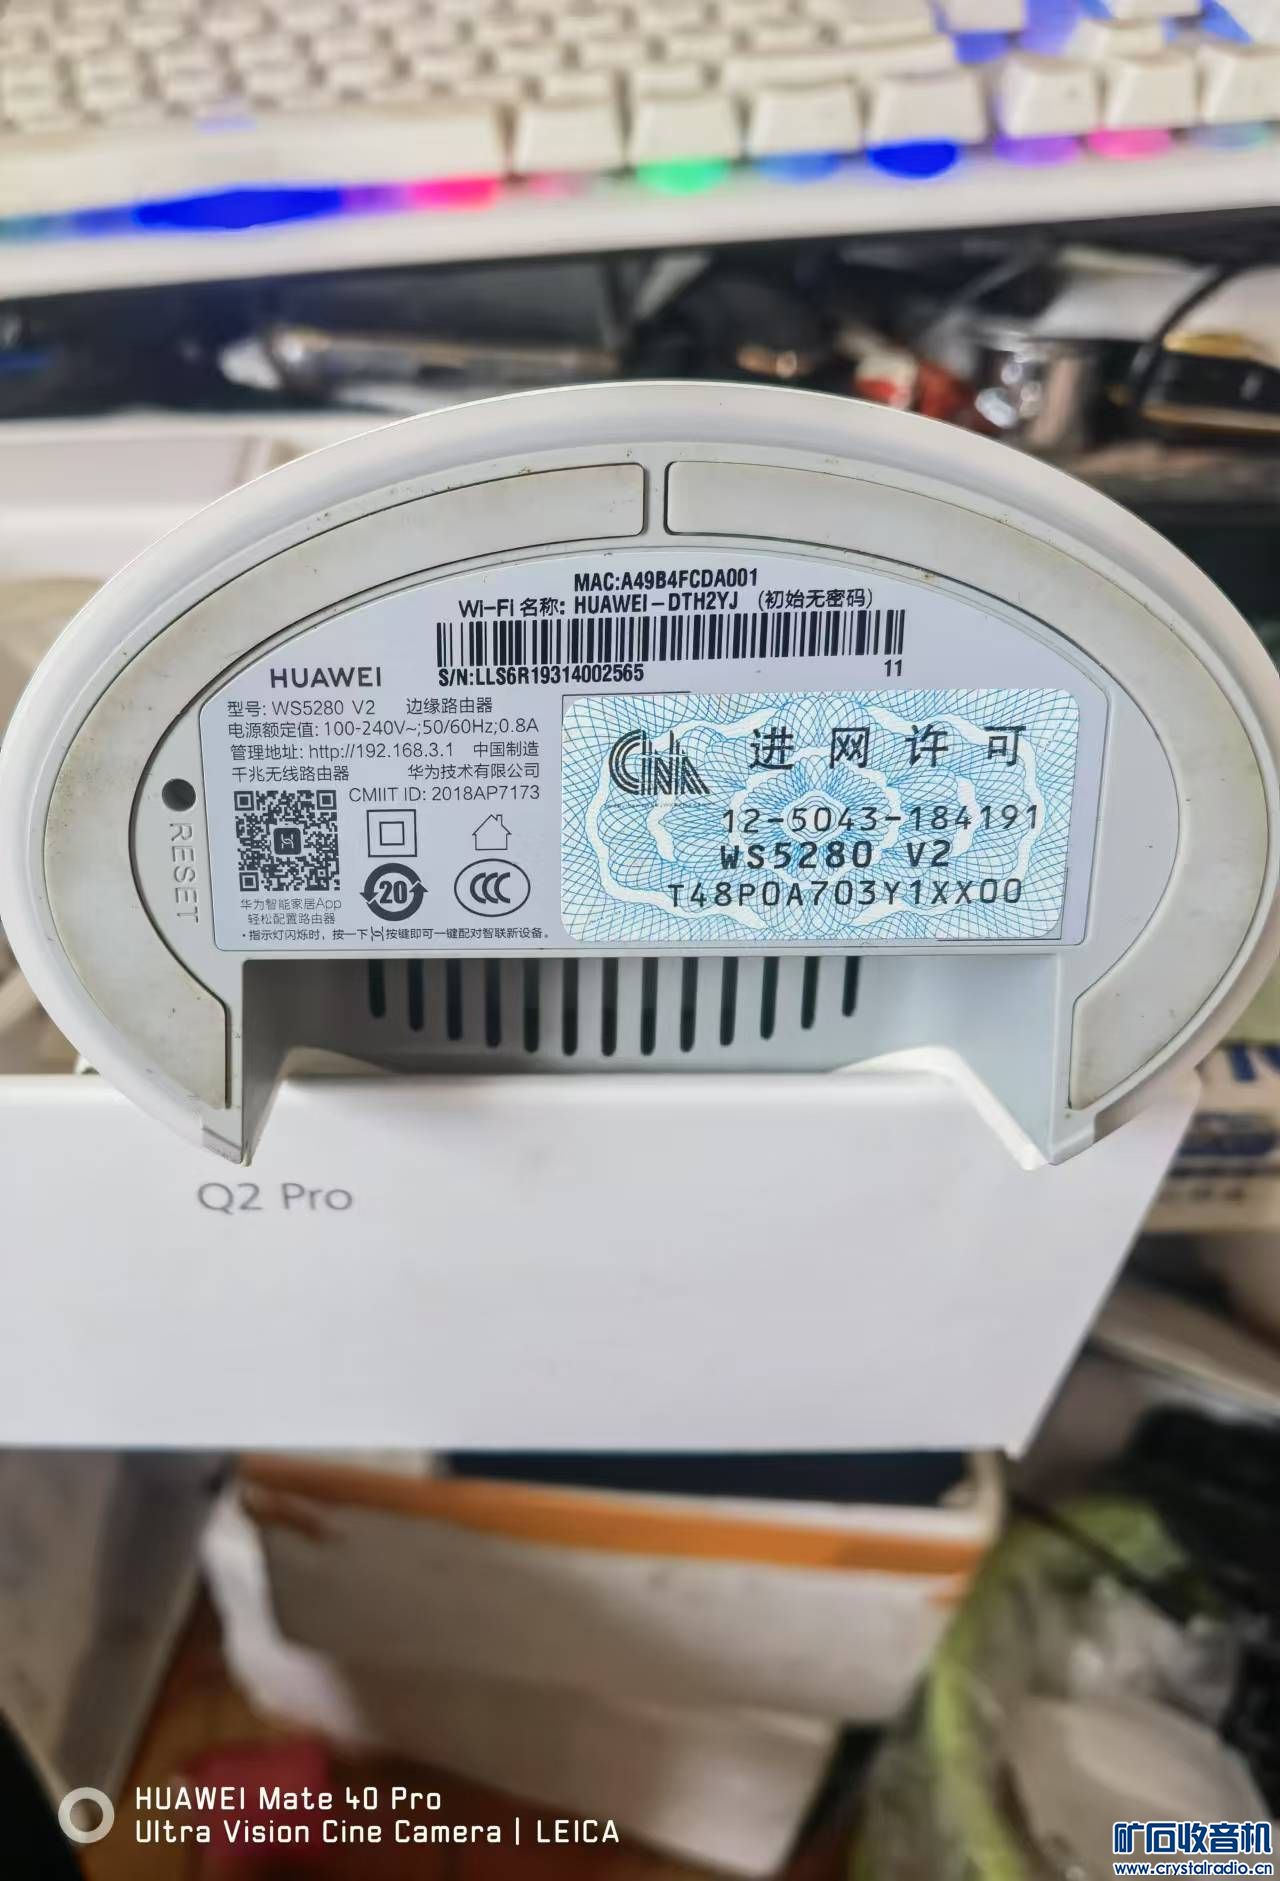 MAC:A49B4FCDA001
Wi-Fi 名称: HUAWEI-DTH2YJ (初始无密码)
S/N:LLS6R19314002565
11
HUAWEI
型号: WS5280 V2 边缘路由器
电源额定值: 100-240V~;50/60Hz;0.8A
管理地址: http://192.168.3.1 中国制造
千兆无线路由器 华为技术有限公司
CMIIT ID: 2018AP7173
RESET
20
CCC
华为智能家居App
轻松配置路由器
•指示灯闪烁时，按一下 按键即可一键配对智联新设备。
进网许可
12-5043-184191
WS5280 V2
T48P0A703Y1XX00
Q2 Pro
HUAWEI Mate 40 Pro
Ultra Vision Cine Camera | LEICA
矿石收音机
www.crystalradio.cn